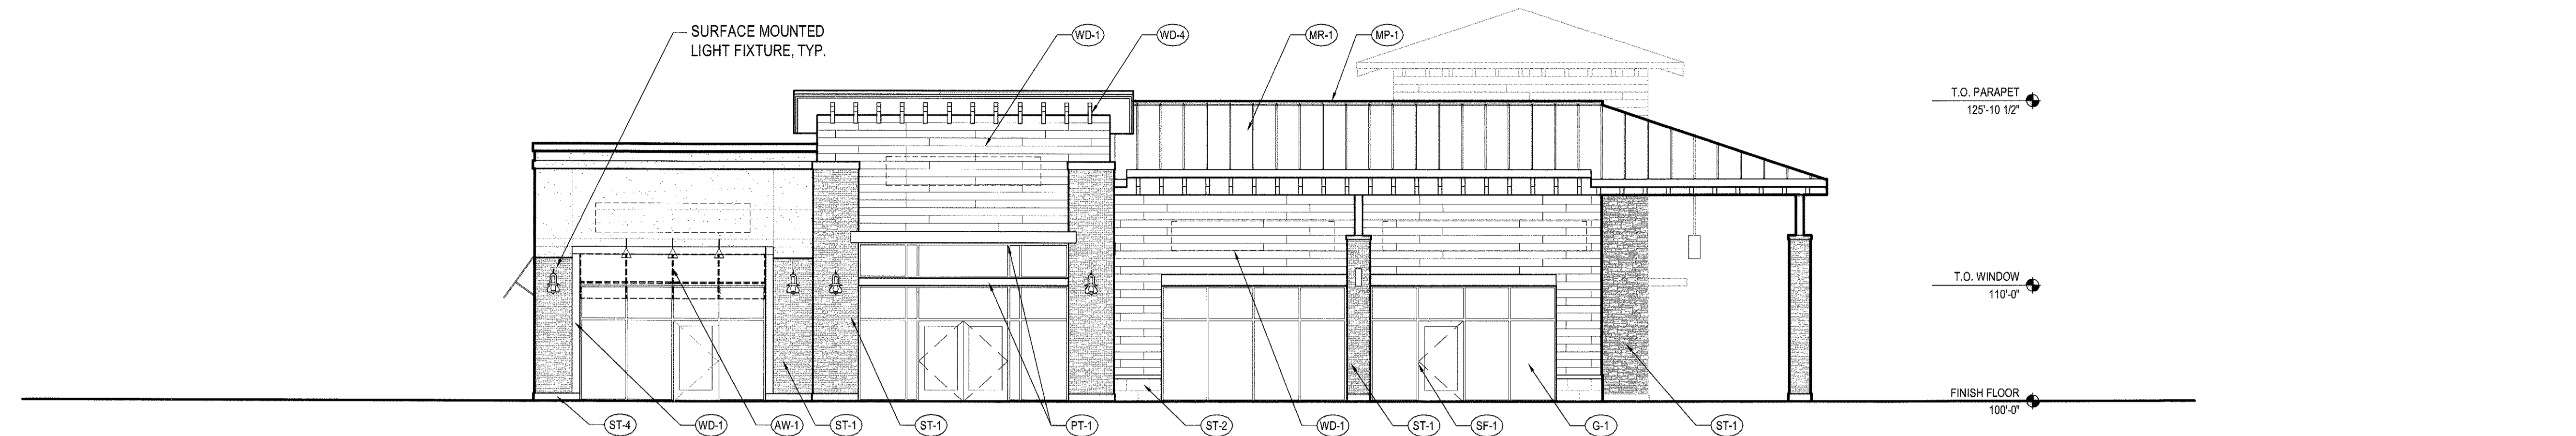 SURFACE MOUNTED
LIGHT FIXTURE, TYP.
WD-1
WD-4
MR-1
MP-1
T.O. PARAPET
125'-10 1/2"
T.O. WINDOW
110'-0"
FINISH FLOOR
100'-0"
ST-4
WD-1
AW-1
ST-1
ST-1
PT-1
ST-2
WD-1
ST-1
SF-1
G-1
ST-1